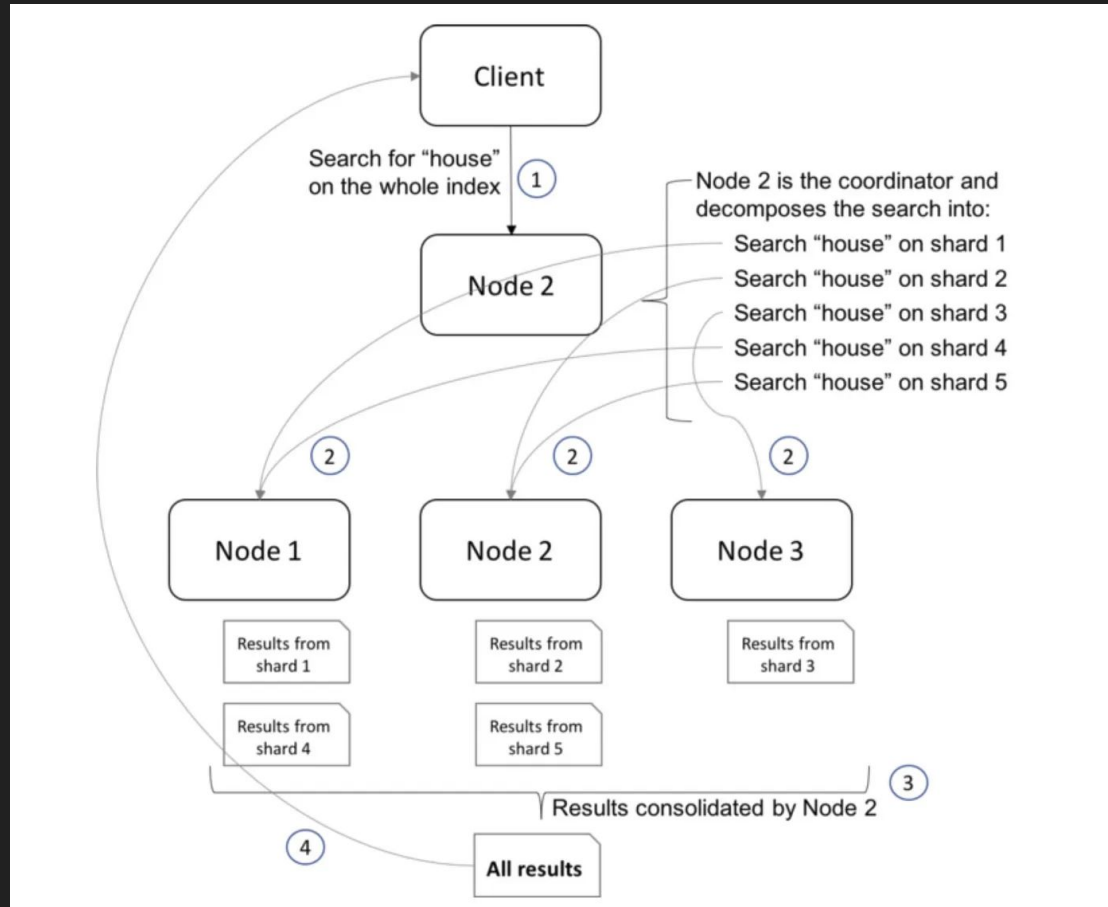 Client
Search for “house”
on the whole index
1
Node 2 is the coordinator and
decomposes the search into:
Search “house” on shard 1
Node 2
Search “house” on shard 2
Search “house” on shard 3
Search “house” on shard 4
Search “house” on shard 5
2
2
2
Node 1
Node 2
Node 3
Results from
shard 1
Results from
shard 2
Results from
shard 3
Results from
shard 4
Results from
shard 5
3
Results consolidated by Node 2
4
All results